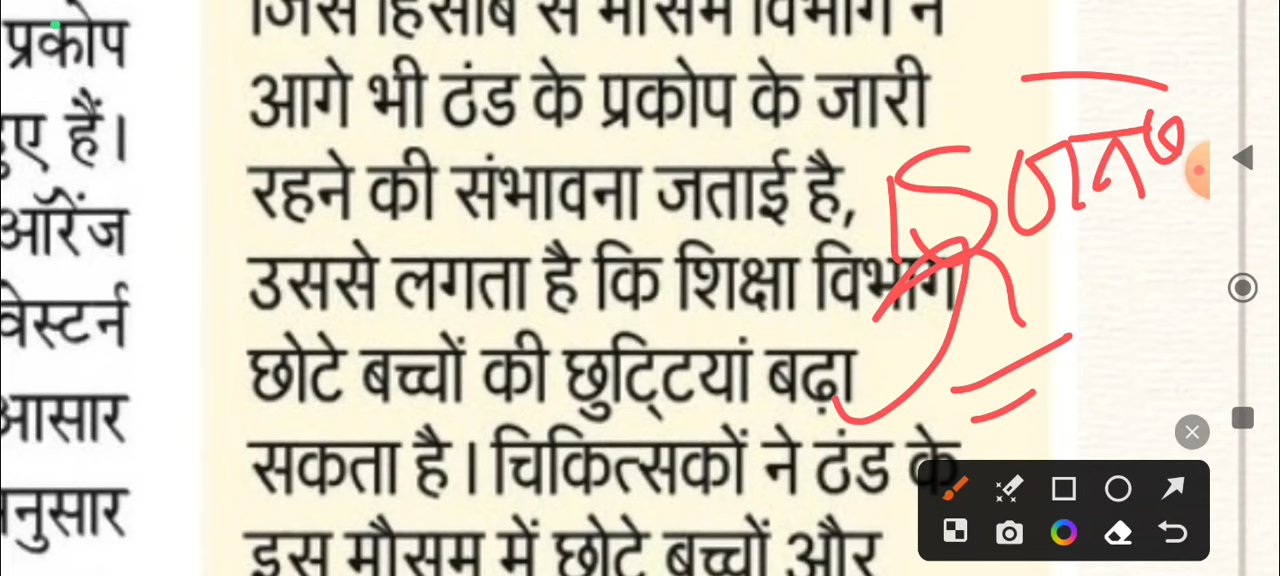 प्रकोप
हुए हैं।
ऑरेंज
वेस्टर्न
आसार
अनुसार
जिस हिसाब से मौसम विभाग ने
आगे भी ठंड के प्रकोप के जारी
रहने की संभावना जताई है,
उससे लगता है कि शिक्षा विभाग
छोटे बच्चों की छुट्टियां बढ़ा
सकता है। चिकित्सकों ने ठंड के
इस मौसम में छोटे बच्चों और